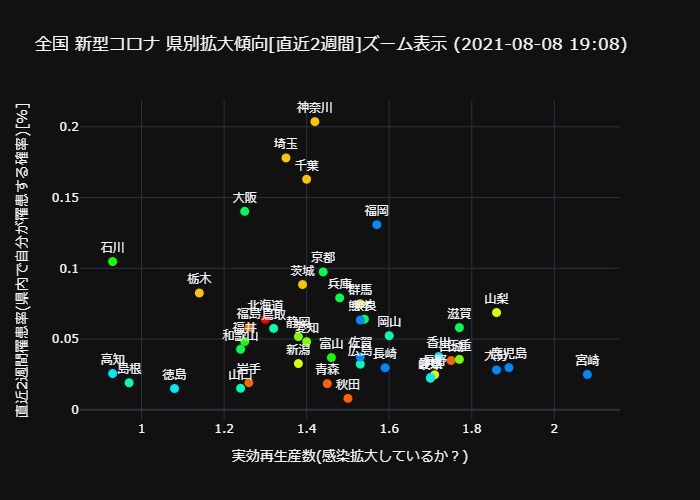 全国 新型コロナ 県別拡大傾向[直近2週間]ズーム表示 (2021-08-08 19:08)
直近2週間罹患率(県内で自分が罹患する確率)[%]
0.2
0.15
0.1
0.05
0
神奈川
埼玉
千葉
大阪
福岡
石川
京都
栃木
茨城
兵庫
群馬
北海道
奈良
山梨
福島
鳥取
滋賀
静岡
愛知
岡山
福井
和歌山
新潟
富山
佐賀
広島
香川
宮城
三重
高知
島根
徳島
山口
岩手
青森
秋田
長崎
長野
大分
鹿児島
宮崎
1
1.2
1.4
1.6
1.8
2
実効再生産数(感染拡大しているか？)